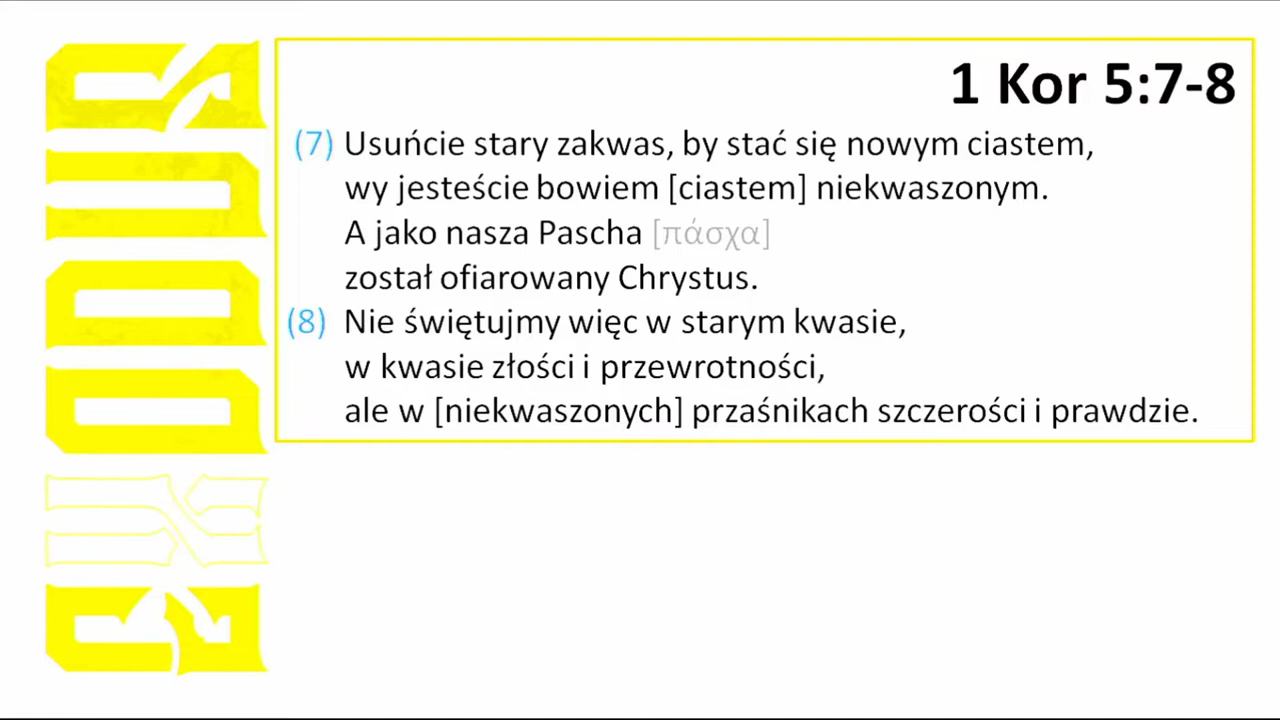 1 Kor 5:7-8
(7) Usuńcie stary zakwas, by stać się nowym ciastem,
wy jesteście bowiem [ciastem] niekwaszonym.
A jako nasza Pascha [πάσχα]
został ofiarowany Chrystus.
(8) Nie świętujmy więc w starym kwasie,
w kwasie złości i przewrotności,
ale w [niekwaszonych] przaśnikach szczerości i prawdzie.